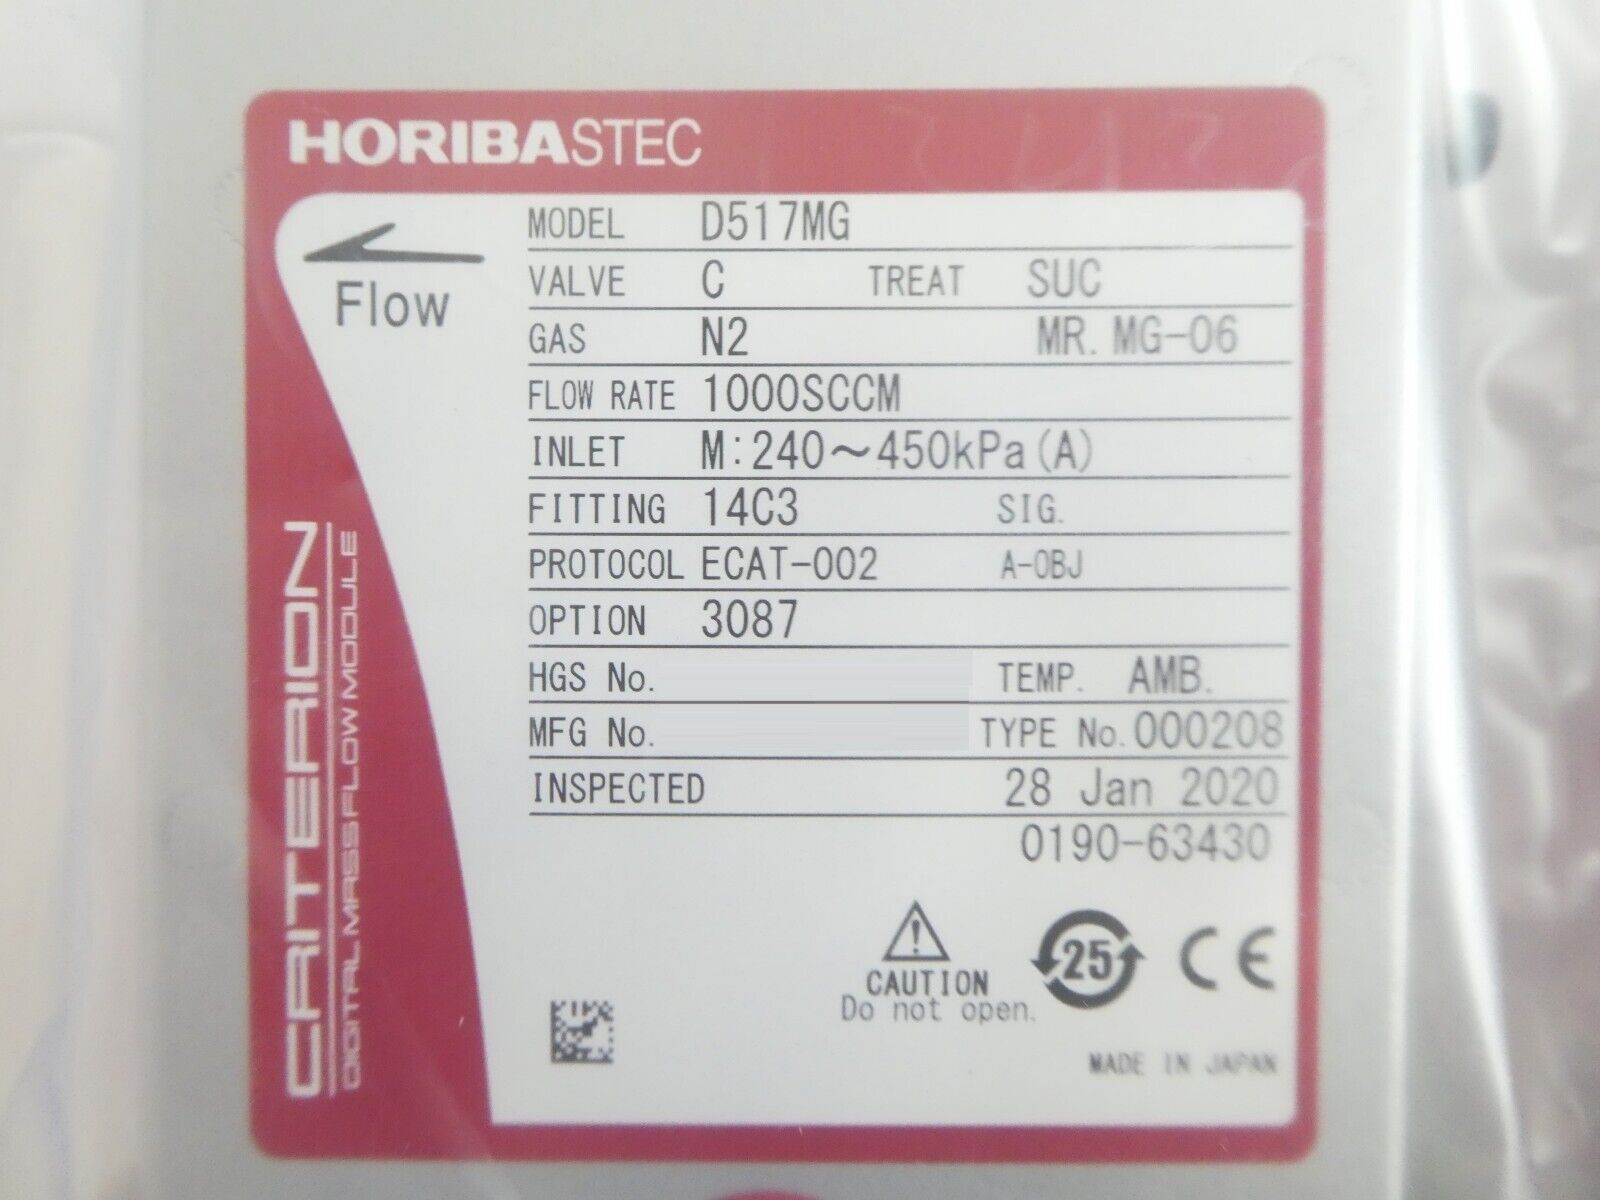 HORIBASTEC
Flow
MODEL D517MG
VALVE C TREAT SUC
GAS N2 MR. MG-06
FLOW RATE 1000SCCM
INLET M:240~450kPa(A)
FITTING 14C3 SIG.
PROTOCOL ECAT-002 A-OBJ
OPTION 3087
HGS No. TEMP. AMB.
MFG No. TYPE No. 000208
INSPECTED 28 Jan 2020
0190-63430
CRITERION
DIGITAL MASS FLOW MODULE
CAUTION
Do not open.
25
CE
MADE IN JAPAN